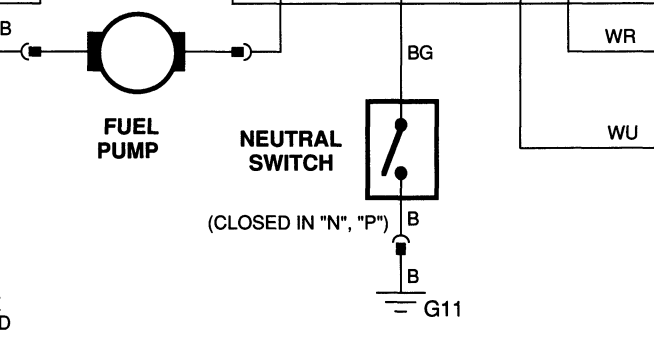 B
WR
BG
FUEL
PUMP
WU
NEUTRAL
SWITCH
(CLOSED IN "N", "P")
B
B
G11
D